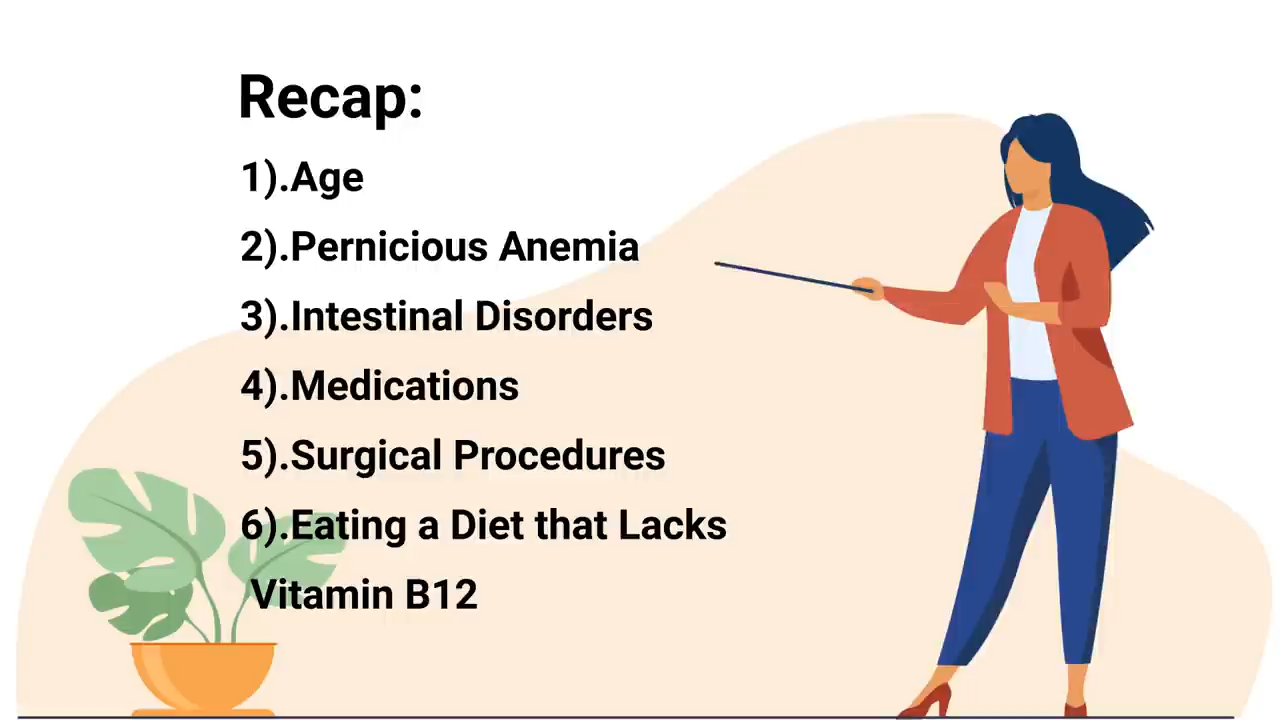 Recap:
1).Age
2).Pernicious Anemia
3).Intestinal Disorders
4).Medications
5).Surgical Procedures
6).Eating a Diet that Lacks
Vitamin B12